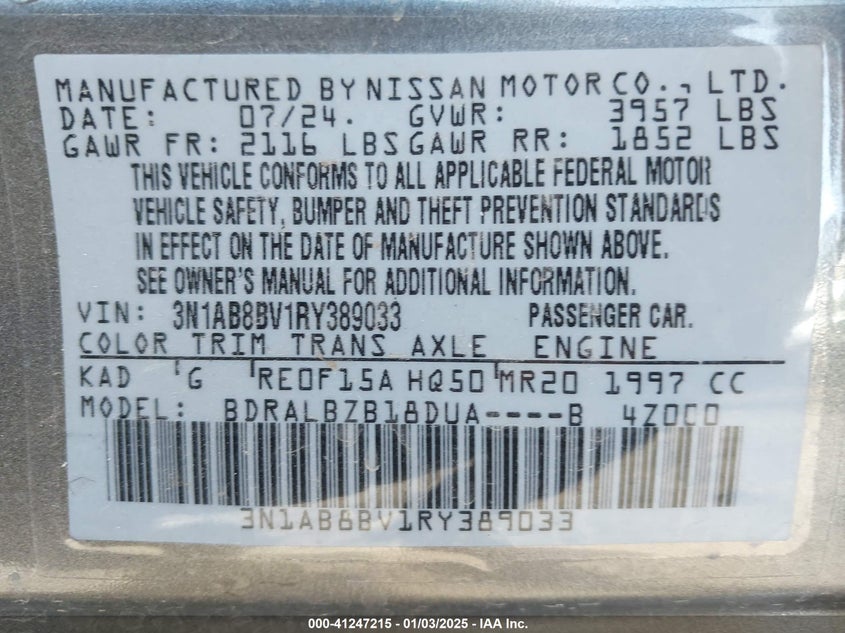 MANUFACTURED BY NISSAN MOTOR CO., LTD.
DATE: 07/24. GVWR: 3957 LBS
GAWR FR: 2116 LBS GAWR RR: 1852 LBS
THIS VEHICLE CONFORMS TO ALL APPLICABLE FEDERAL MOTOR
VEHICLE SAFETY, BUMPER AND THEFT PREVENTION STANDARDS
IN EFFECT ON THE DATE OF MANUFACTURE SHOWN ABOVE.
SEE OWNER'S MANUAL FOR ADDITIONAL INFORMATION.
VIN: 3N1AB8BV1RY389033 PASSENGER CAR.
COLOR TRIM TRANS AXLE ENGINE
KAD G RE0F15A HQ50 MR20 1997 CC
MODEL: BDRALBZB18DUA----B 4Z0C0
3N1AB8BV1RY389033
000-41247215 - 01/03/2025 - IAA Inc.